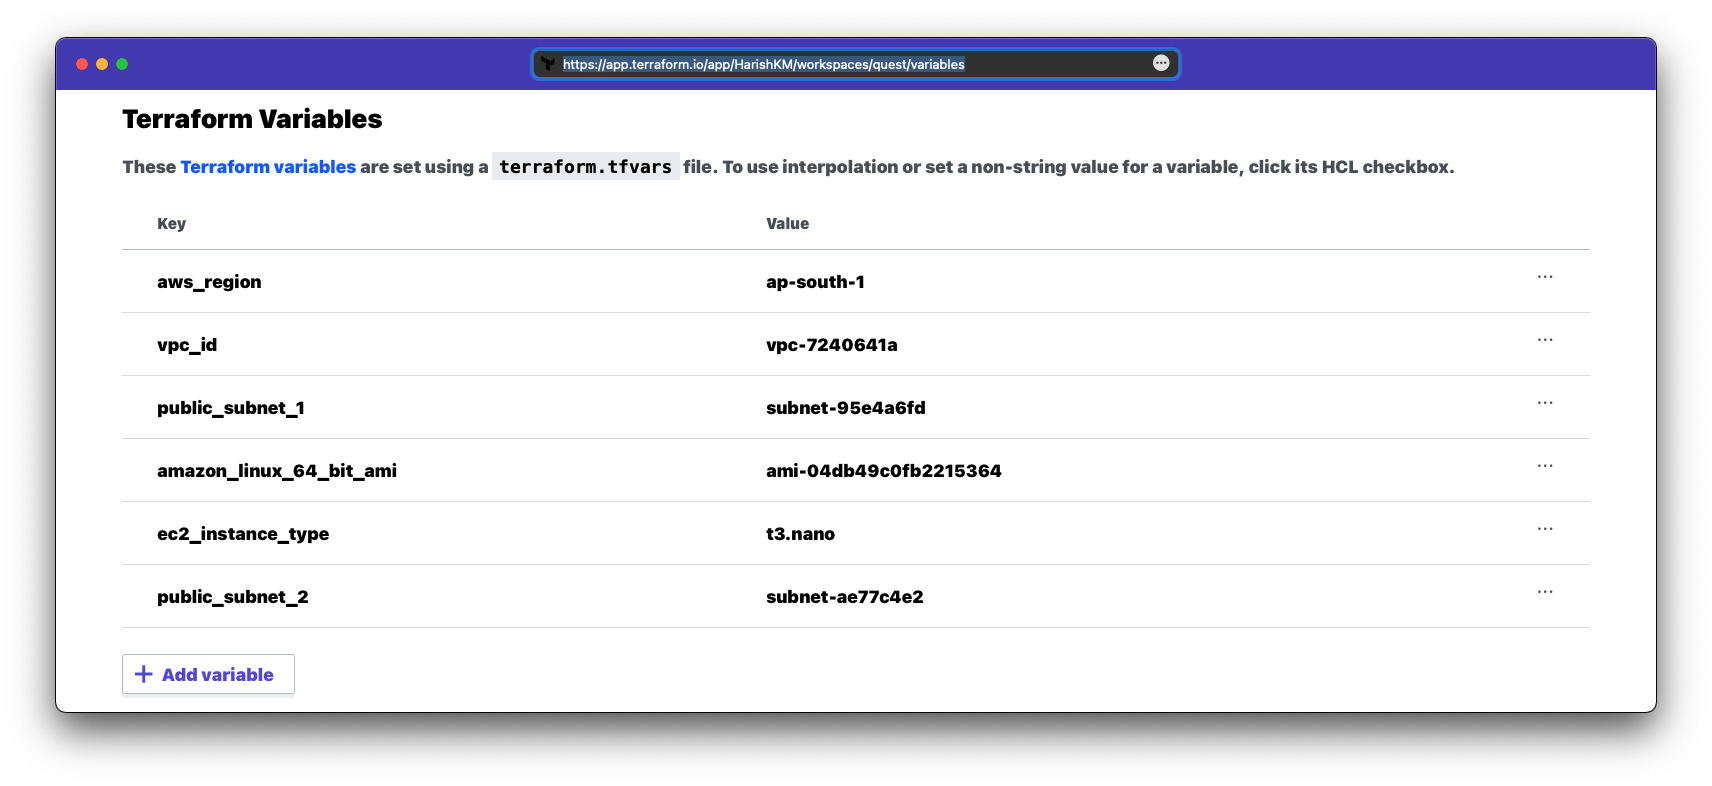 https://app.terraform.io/app/HarishKM/workspaces/quest/variables
Terraform Variables
These Terraform variables are set using a terraform.tfvars file. To use interpolation or set a non-string value for a variable, click its HCL checkbox.
Key Value
aws_region ap-south-1 ...
vpc_id vpc-7240641a ...
public_subnet_1 subnet-95e4a6fd ...
amazon_linux_64_bit_ami ami-04db49c0fb2215364 ...
ec2_instance_type t3.nano ...
public_subnet_2 subnet-ae77c4e2 ...
+ Add variable